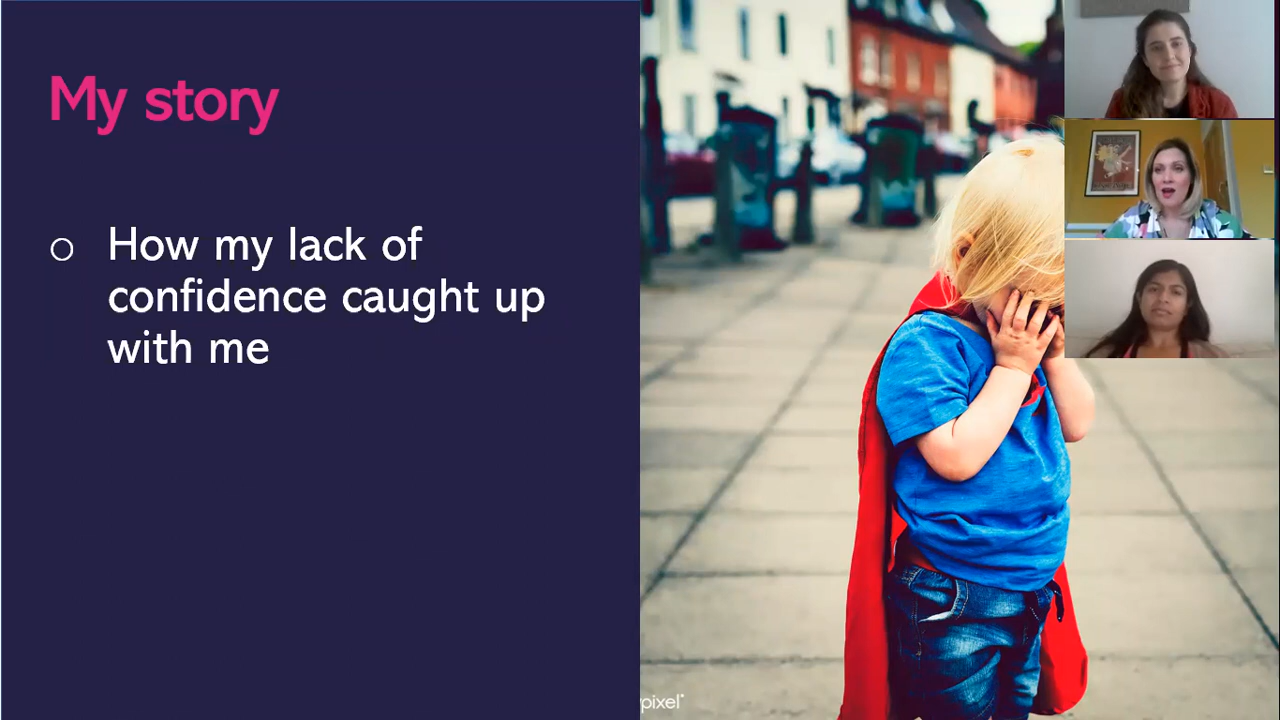 My story
How my lack of
confidence caught up
with me
pixel